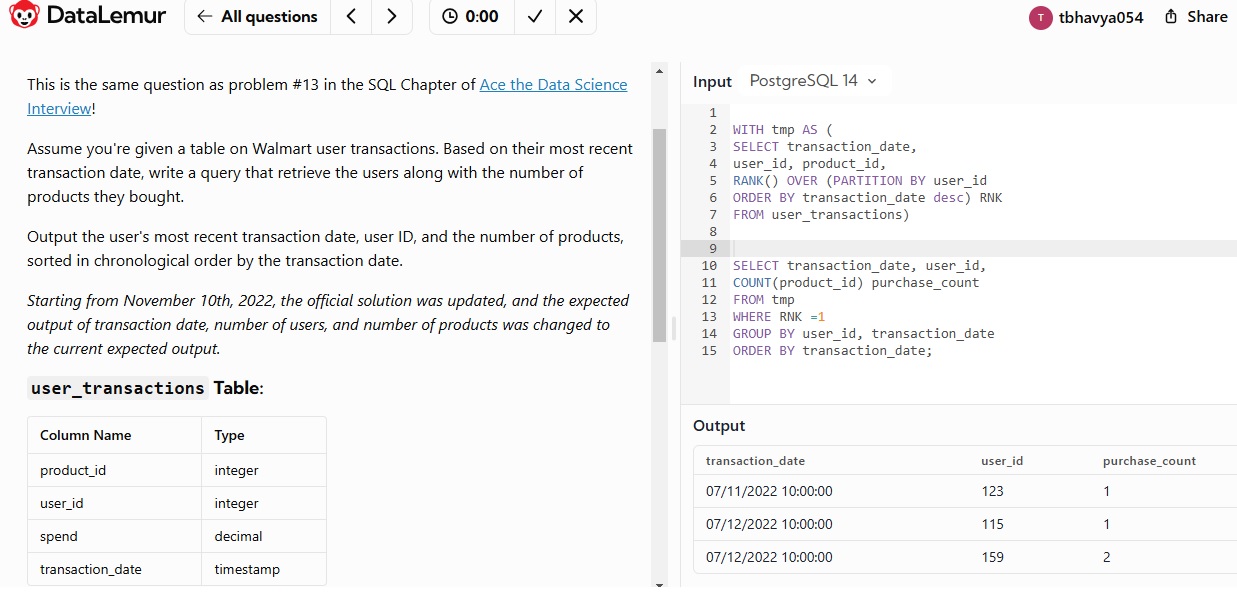 DataLemur
All questions
0:00
T
tbhavya054
Share
This is the same question as problem #13 in the SQL Chapter of Ace the Data Science
Interview!
Assume you're given a table on Walmart user transactions. Based on their most recent
transaction date, write a query that retrieve the users along with the number of
products they bought.
Output the user's most recent transaction date, user ID, and the number of products,
sorted in chronological order by the transaction date.
Starting from November 10th, 2022, the official solution was updated, and the expected
output of transaction date, number of users, and number of products was changed to
the current expected output.
user_transactions Table:
Column Name Type
product_id integer
user_id integer
spend decimal
transaction_date timestamp
Input PostgreSQL 14
1
2 WITH tmp AS (
3 SELECT transaction_date,
4 user_id, product_id,
5 RANK() OVER (PARTITION BY user_id
6 ORDER BY transaction_date desc) RNK
7 FROM user_transactions)
8
9
10 SELECT transaction_date, user_id,
11 COUNT(product_id) purchase_count
12 FROM tmp
13 WHERE RNK =1
14 GROUP BY user_id, transaction_date
15 ORDER BY transaction_date;
Output
transaction_date user_id purchase_count
07/11/2022 10:00:00 123 1
07/12/2022 10:00:00 115 1
07/12/2022 10:00:00 159 2